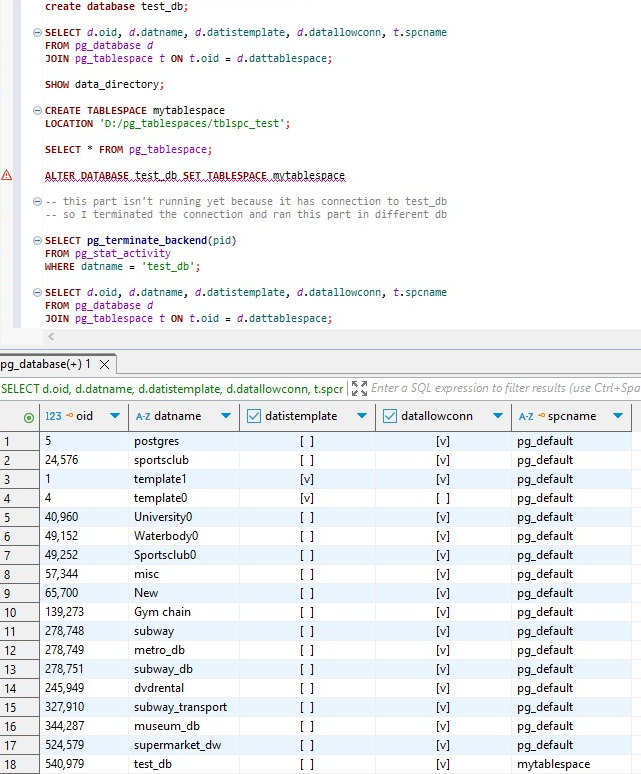 create database test_db;
SELECT d.oid, d.datname, d.datistemplate, d.datallowconn, t.spcname
FROM pg_database d
JOIN pg_tablespace t ON t.oid = d.dattablespace;
SHOW data_directory;
CREATE TABLESPACE mytablespace
LOCATION 'D:/pg_tablespaces/tblspc_test';
SELECT * FROM pg_tablespace;
ALTER DATABASE test_db SET TABLESPACE mytablespace
-- this part isn't running yet because it has connection to test_db
-- so I terminated the connection and ran this part in different db
SELECT pg_terminate_backend(pid)
FROM pg_stat_activity
WHERE datname = 'test_db';
SELECT d.oid, d.datname, d.datistemplate, d.datallowconn, t.spcname
FROM pg_database d
JOIN pg_tablespace t ON t.oid = d.dattablespace;
pg_database(+) 1
SELECT d.oid, d.datname, d.datistemplate, d.datallowconn, t.spcr Enter a SQL expression to filter results (use Ctrl+Spa
123 oid A-Z datname datistemplate datallowconn A-Z spcname
1 5 postgres [ ] [v] pg_default
2 24,576 sportsclub [ ] [v] pg_default
3 1 template1 [v] [v] pg_default
4 4 template0 [v] [ ] pg_default
5 40,960 University0 [ ] [v] pg_default
6 49,152 Waterbody0 [ ] [v] pg_default
7 49,252 Sportsclub0 [ ] [v] pg_default
8 57,344 misc [ ] [v] pg_default
9 65,700 New [ ] [v] pg_default
10 139,273 Gym chain [ ] [v] pg_default
11 278,748 subway [ ] [v] pg_default
12 278,749 metro_db [ ] [v] pg_default
13 278,751 subway_db [ ] [v] pg_default
14 245,949 dvdrental [ ] [v] pg_default
15 327,910 subway_transport [ ] [v] pg_default
16 344,287 museum_db [ ] [v] pg_default
17 524,579 supermarket_dw [ ] [v] pg_default
18 540,979 test_db [ ] [v] mytablespace